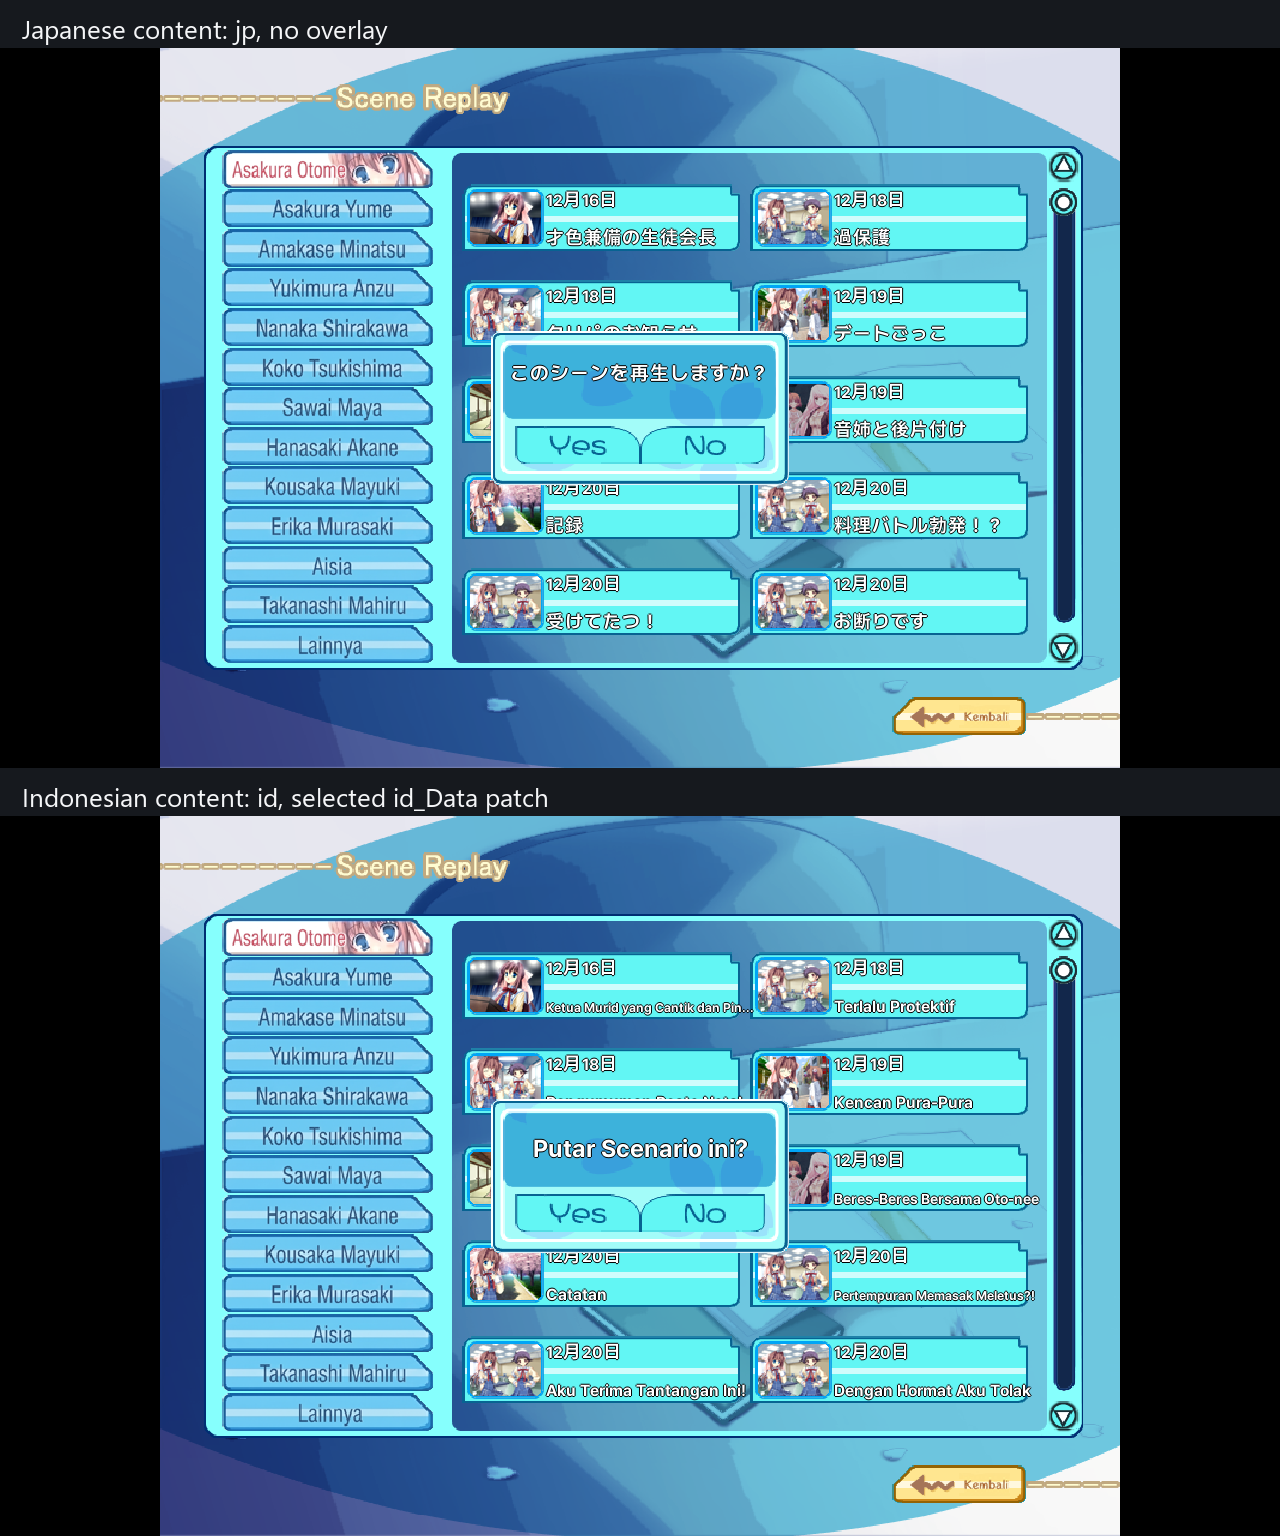 Japanese content: jp, no overlay
Scene Replay
Asakura Otome
Asakura Yume
Amakase Minatsu
Yukimura Anzu
Nanaka Shirakawa
Koko Tsukishima
Sawai Maya
Hanasaki Akane
Kousaka Mayuki
Erika Murasaki
Aisia
Takanashi Mahiru
Lainnya
12月16日
才色兼備の生徒会長
12月18日
過保護
12月18日
12月19日
デートごっこ
このシーンを再生しますか？
Yes
No
12月19日
音姉と後片付け
12月20日
記録
12月20日
料理バトル勃発！？
12月20日
受けてたつ！
12月20日
お断りです
Kembali
Indonesian content: id, selected id_Data patch
Scene Replay
Asakura Otome
Asakura Yume
Amakase Minatsu
Yukimura Anzu
Nanaka Shirakawa
Koko Tsukishima
Sawai Maya
Hanasaki Akane
Kousaka Mayuki
Erika Murasaki
Aisia
Takanashi Mahiru
Lainnya
12月16日
Ketua Murid yang Cantik dan Pin...
12月18日
Terlalu Protektif
12月18日
12月19日
Kencan Pura-Pura
Putar Scenario ini?
Yes
No
12月19日
Beres-Beres Bersama Oto-nee
12月20日
Catatan
12月20日
Pertempuran Memasak Meletus?!
12月20日
Aku Terima Tantangan Ini!
12月20日
Dengan Hormat Aku Tolak
Kembali